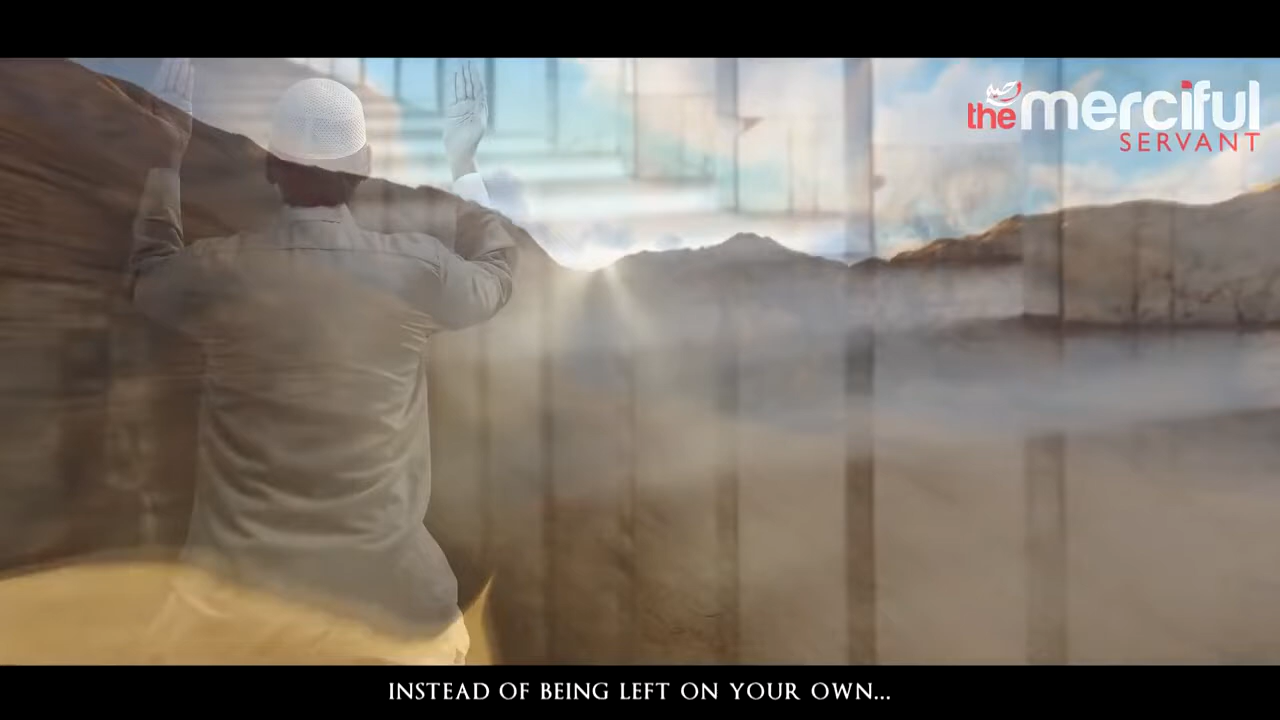 the merciful
SERVANT
INSTEAD OF BEING LEFT ON YOUR OWN...